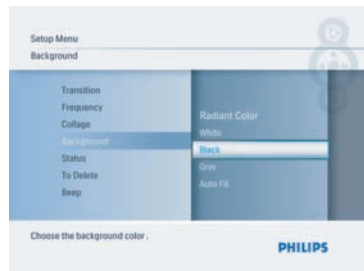 Setup Menu
Background
Transition
Frequency
Collage
Background
Status
To Delete
Beep
Radiant Color
White
Black
Grey
Auto Fit
Choose the background color.
PHILIPS